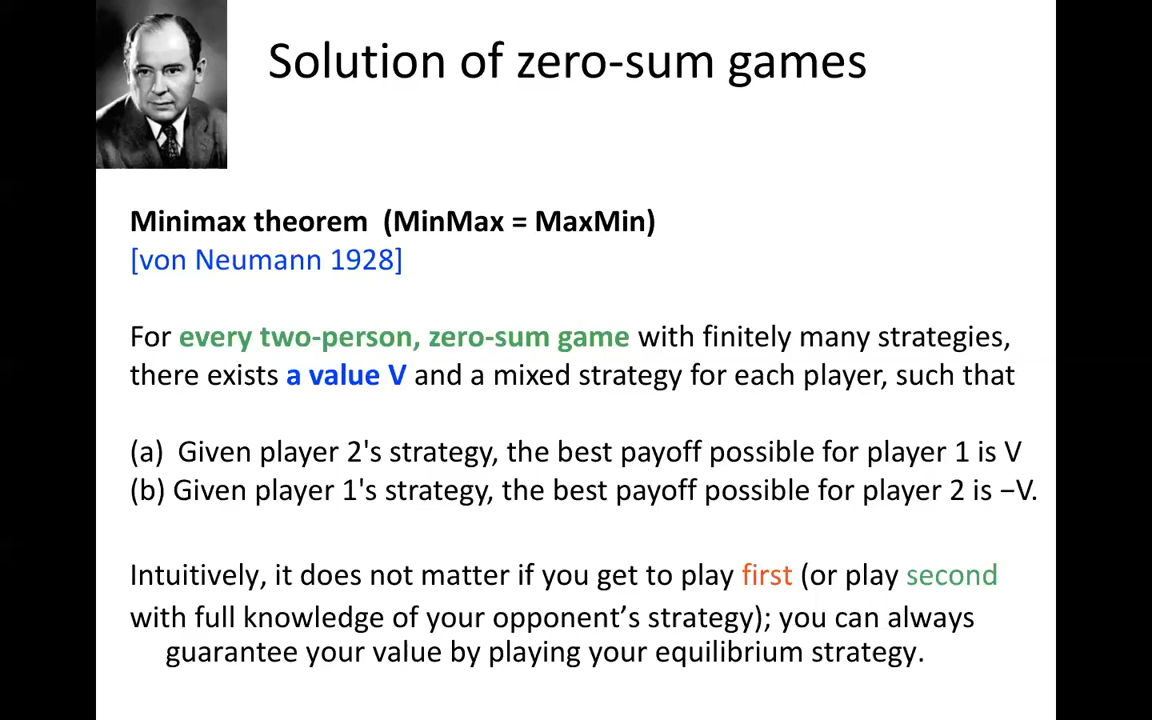 Solution of zero-sum games
Minimax theorem (MinMax = MaxMin)
[von Neumann 1928]
For every two-person, zero-sum game with finitely many strategies,
there exists a value V and a mixed strategy for each player, such that
(a) Given player 2's strategy, the best payoff possible for player 1 is V
(b) Given player 1's strategy, the best payoff possible for player 2 is −V.
Intuitively, it does not matter if you get to play first (or play second
with full knowledge of your opponent’s strategy); you can always
guarantee your value by playing your equilibrium strategy.